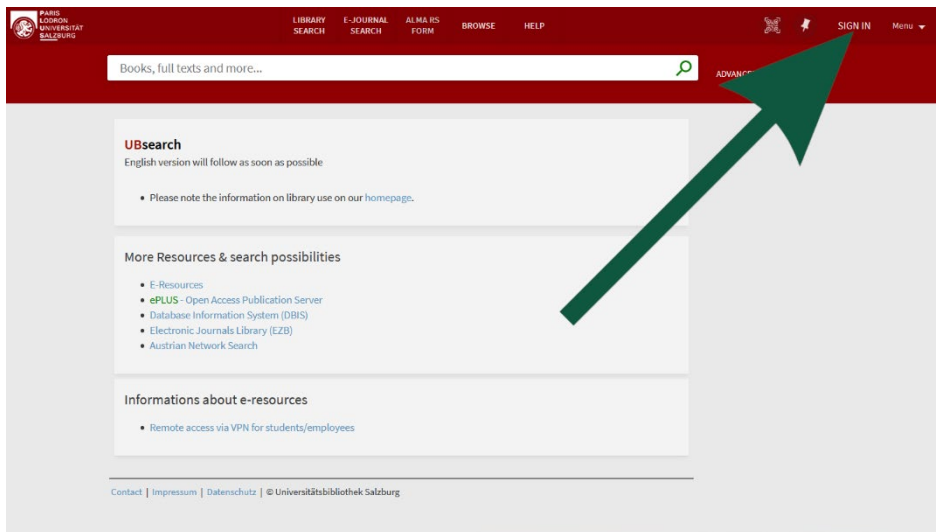 PARIS
LODRON
UNIVERSITÄT
SALZBURG
LIBRARY
SEARCH
E-JOURNAL
SEARCH
ALMA RS
FORM
BROWSE
HELP
SIGN IN
Menu
Books, full texts and more...
UBsearch
English version will follow as soon as possible
• Please note the information on library use on our homepage.
More Resources & search possibilities
• E-Resources
• ePLUS - Open Access Publication Server
• Database Information System (DBIS)
• Electronic Journals Library (EZB)
• Austrian Network Search
Informations about e-resources
• Remote access via VPN for students/employees
Contact | Impressum | Datenschutz | © Universitätsbibliothek Salzburg